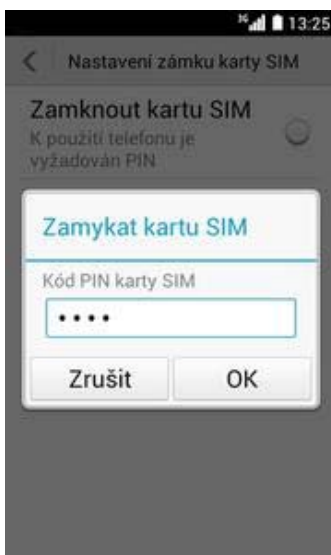 3G 13:25
Nastavení zámku karty SIM
Zamknout kartu SIM
K použití telefonu je
vyžadován PIN
Zamykat kartu SIM
Kód PIN karty SIM
••••
Zrušit OK